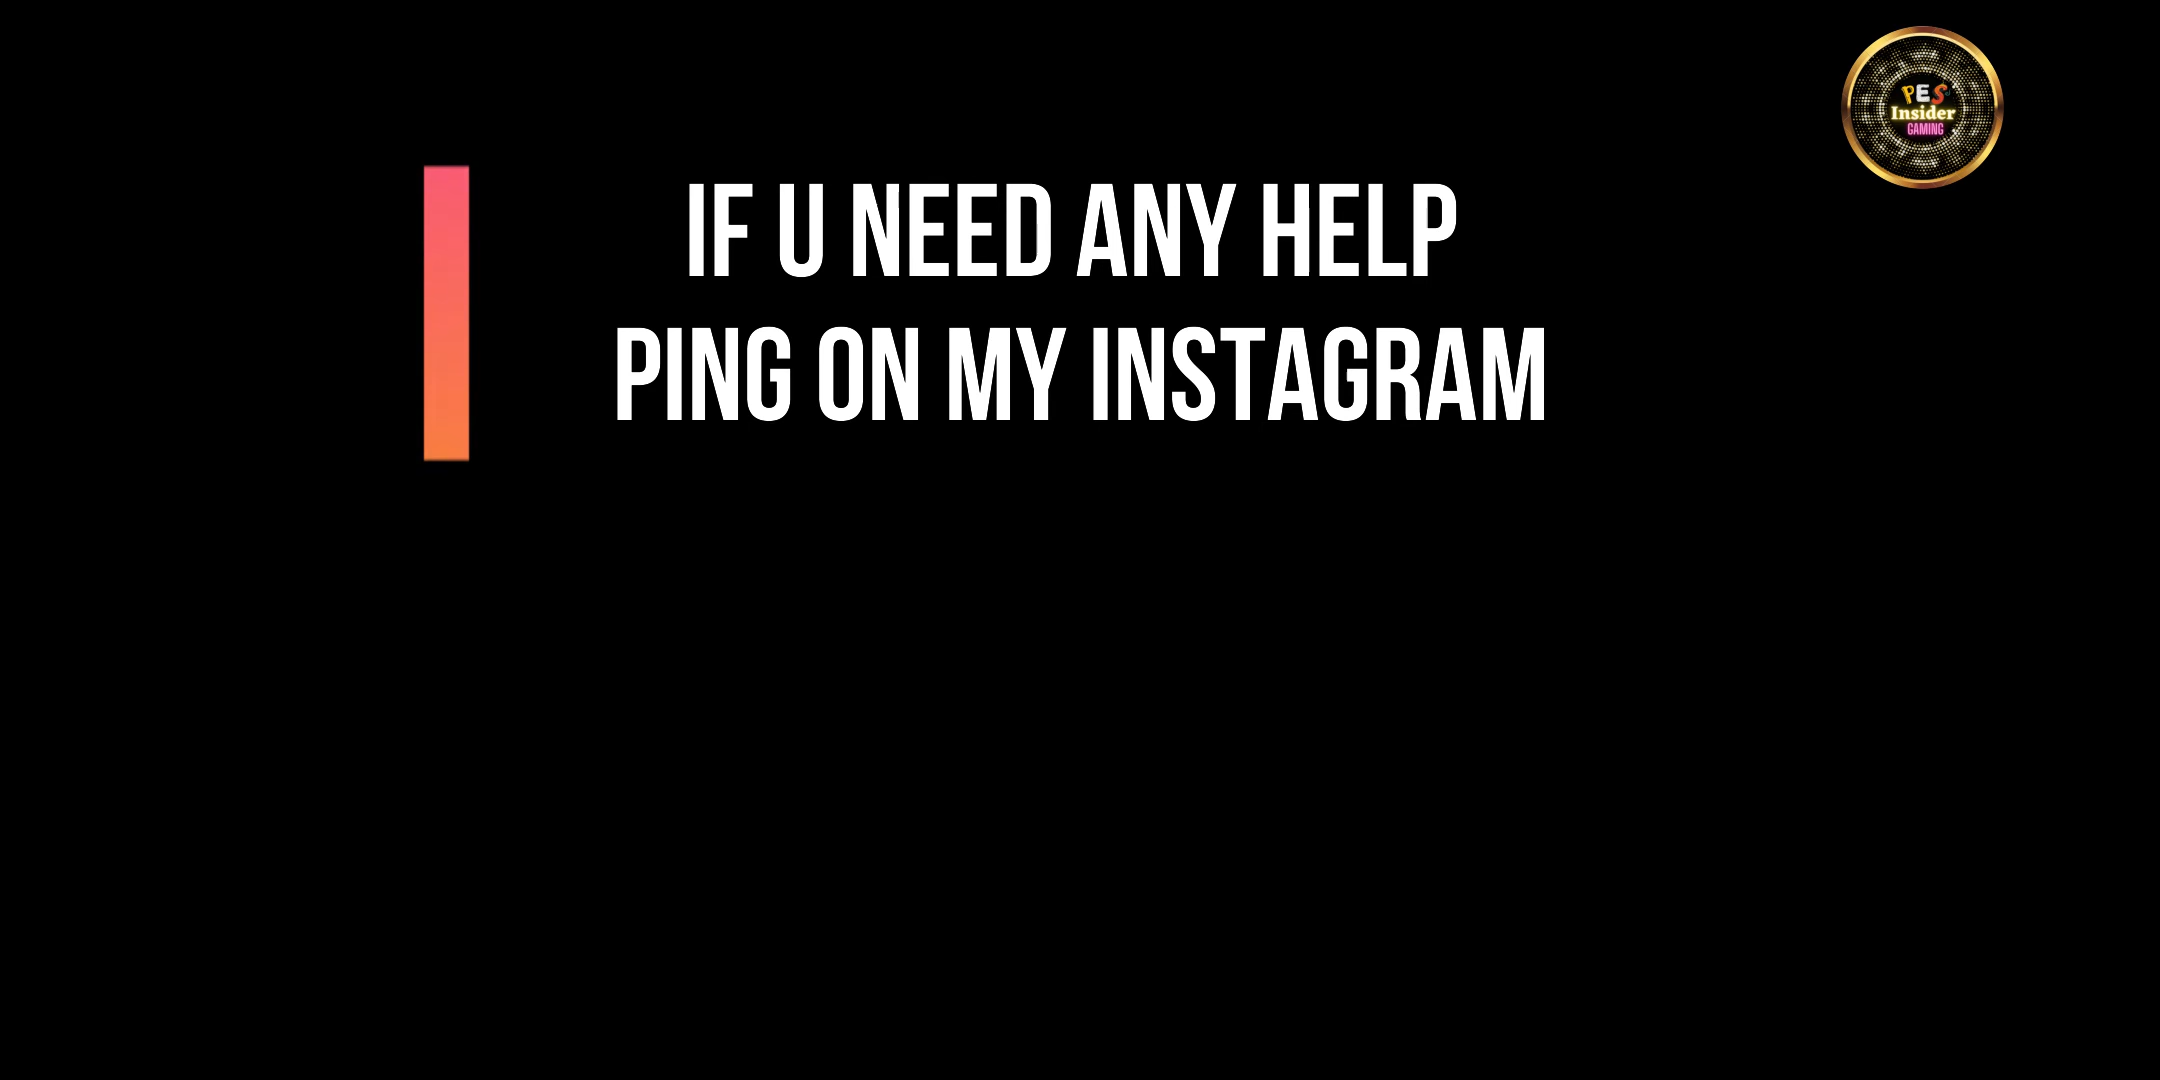 PES
Insider
GAMING
IF U NEED ANY HELP
PING ON MY INSTAGRAM